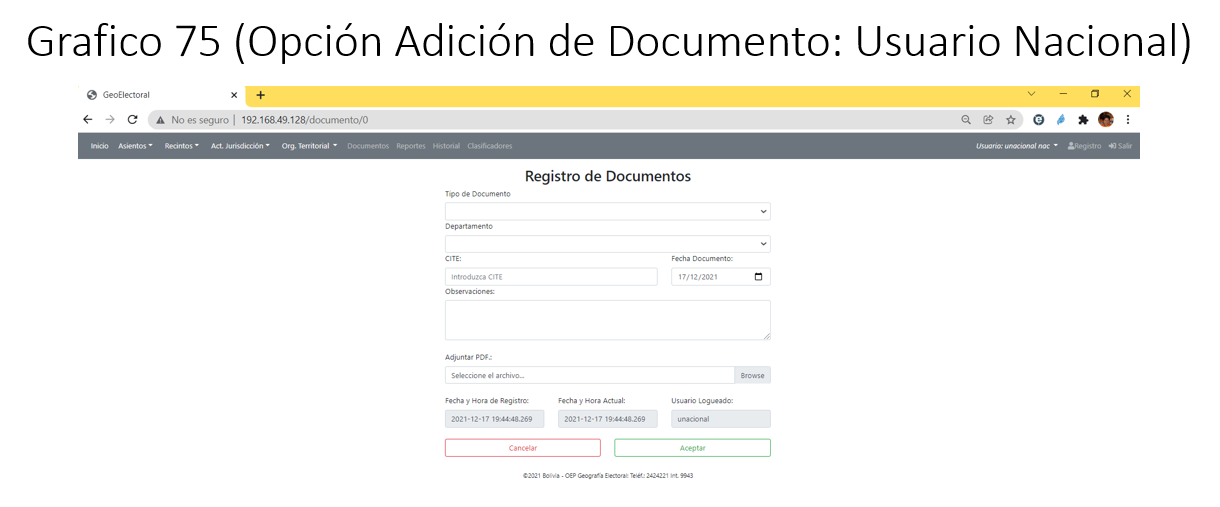 Grafico 75 (Opción Adición de Documento: Usuario Nacional)
GeoElectoral
No es seguro | 192.168.49.128/documento/0
Inicio Asientos Recintos Act. Jurisdicción Org. Territorial Documentos Reportes Historial Clasificadores Usuario: unacional nac Registro Salir
Registro de Documentos
Tipo de Documento
Departamento
CITE: Fecha Documento:
Introduzca CITE 17/12/2021
Observaciones:
Adjuntar PDF.:
Seleccione el archivo... Browse
Fecha y Hora de Registro: Fecha y Hora Actual: Usuario Logueado:
2021-12-17 19:44:48.269 2021-12-17 19:44:48.269 unacional
Cancelar Aceptar
©2021 Bolivia - OEP Geografía Electoral: Teléf.: 2424221 Int. 9943